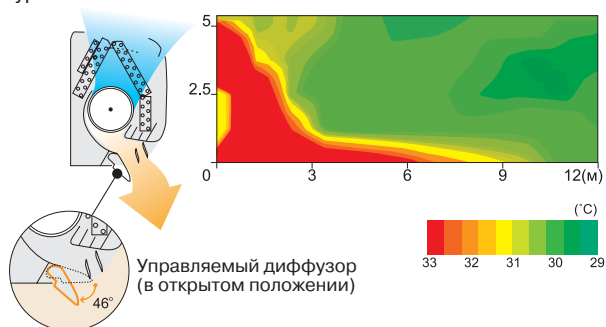 5
2.5
0 3 6 9 12(м)
(˚C)
33 32 31 30 29
Управляемый диффузор
(в открытом положении)
46°